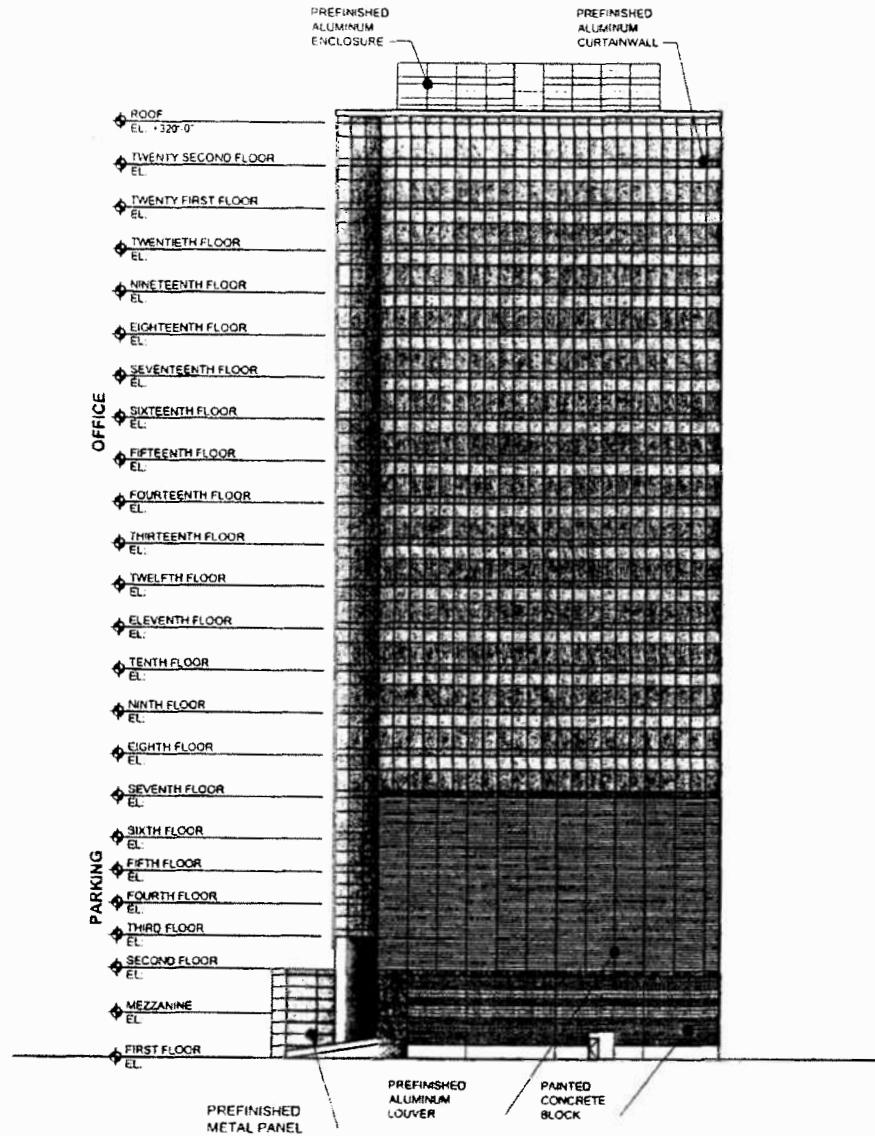 PREFINISHED
ALUMINUM
ENCLOSURE
PREFINISHED
ALUMINUM
CURTAINWALL
ROOF
EL. +320'-0"
TWENTY SECOND FLOOR
EL.
TWENTY FIRST FLOOR
EL.
TWENTIETH FLOOR
EL.
NINETEENTH FLOOR
EL.
EIGHTEENTH FLOOR
EL.
SEVENTEENTH FLOOR
EL.
SIXTEENTH FLOOR
EL.
OFFICE
FIFTEENTH FLOOR
EL.
FOURTEENTH FLOOR
EL.
THIRTEENTH FLOOR
EL.
TWELFTH FLOOR
EL.
ELEVENTH FLOOR
EL.
TENTH FLOOR
EL.
NINTH FLOOR
EL.
EIGHTH FLOOR
EL.
SEVENTH FLOOR
EL.
SIXTH FLOOR
EL.
PARKING
FIFTH FLOOR
EL.
FOURTH FLOOR
EL.
THIRD FLOOR
EL.
SECOND FLOOR
EL.
MEZZANINE
EL.
FIRST FLOOR
EL.
PREFINISHED
METAL PANEL
PREFINISHED
ALUMINUM
LOUVER
PAINTED
CONCRETE
BLOCK